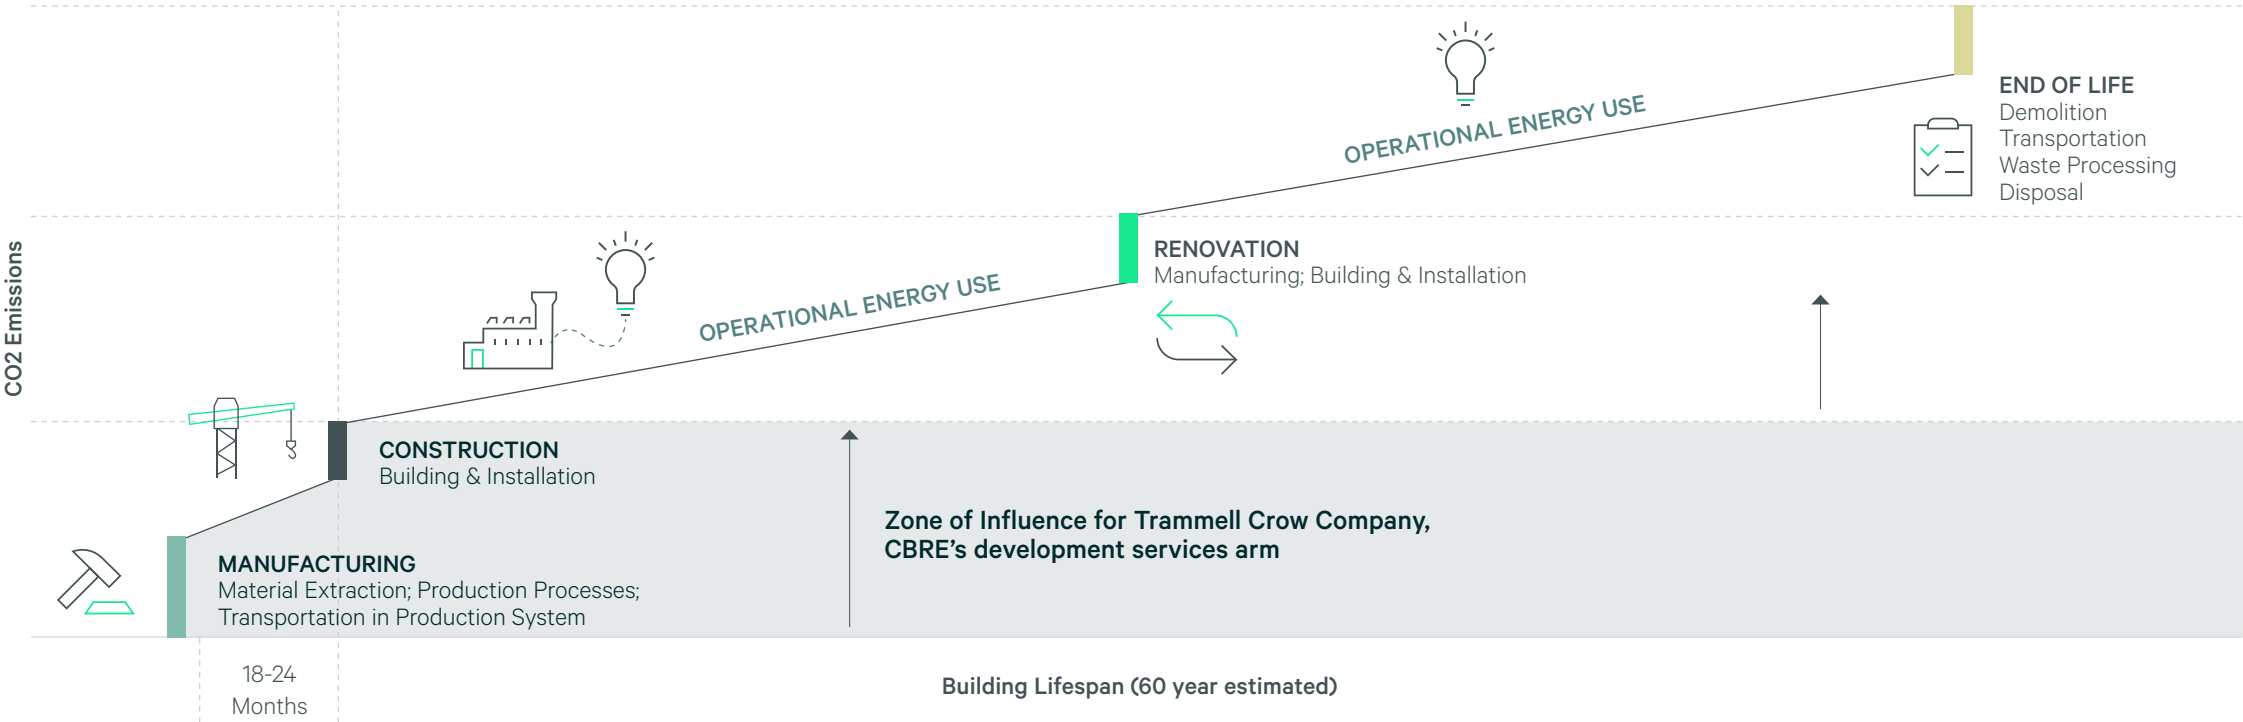 CO2 Emissions
OPERATIONAL ENERGY USE
END OF LIFE
Demolition
Transportation
Waste Processing
Disposal
OPERATIONAL ENERGY USE
RENOVATION
Manufacturing; Building & Installation
CONSTRUCTION
Building & Installation
Zone of Influence for Trammell Crow Company,
CBRE’s development services arm
MANUFACTURING
Material Extraction; Production Processes;
Transportation in Production System
18-24
Months
Building Lifespan (60 year estimated)